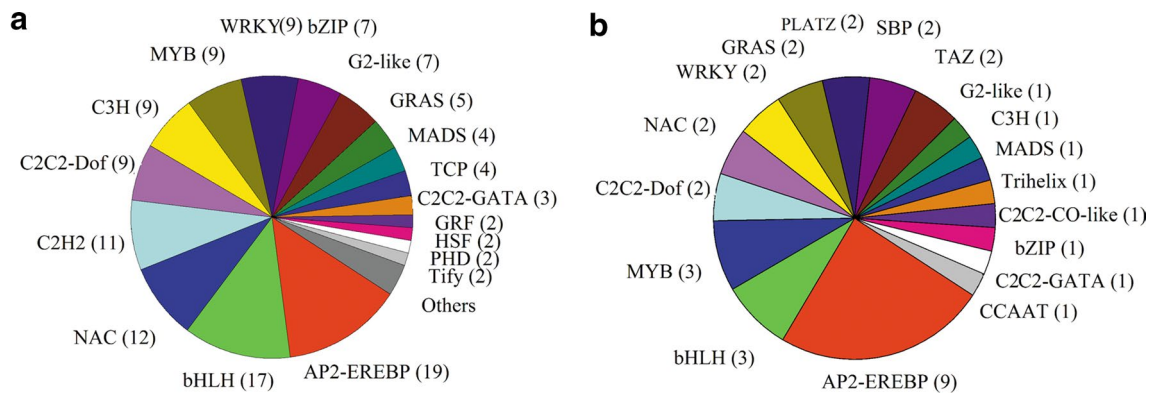 a
WRKY(9) bZIP (7)
MYB (9)
G2-like (7)
C3H (9)
GRAS (5)
MADS (4)
C2C2-Dof (9)
TCP (4)
C2C2-GATA (3)
C2H2 (11)
GRF (2)
HSF (2)
PHD (2)
Tify (2)
Others
NAC (12)
bHLH (17)
AP2-EREBP (19)
b
PLATZ (2)
SBP (2)
GRAS (2)
TAZ (2)
WRKY (2)
G2-like (1)
NAC (2)
C3H (1)
MADS (1)
C2C2-Dof (2)
Trihelix (1)
C2C2-CO-like (1)
MYB (3)
bZIP (1)
C2C2-GATA (1)
CCAAT (1)
bHLH (3)
AP2-EREBP (9)